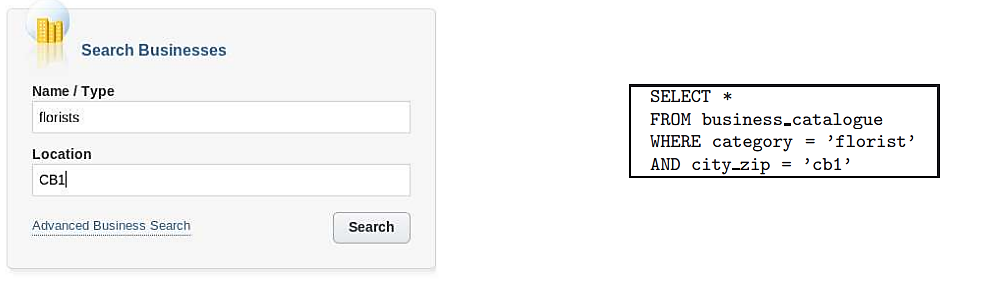 Search Businesses
Name / Type
florists
Location
CB1
Advanced Business Search
Search
SELECT *
FROM business_catalogue
WHERE category = ’florist’
AND city_zip = ’cb1’